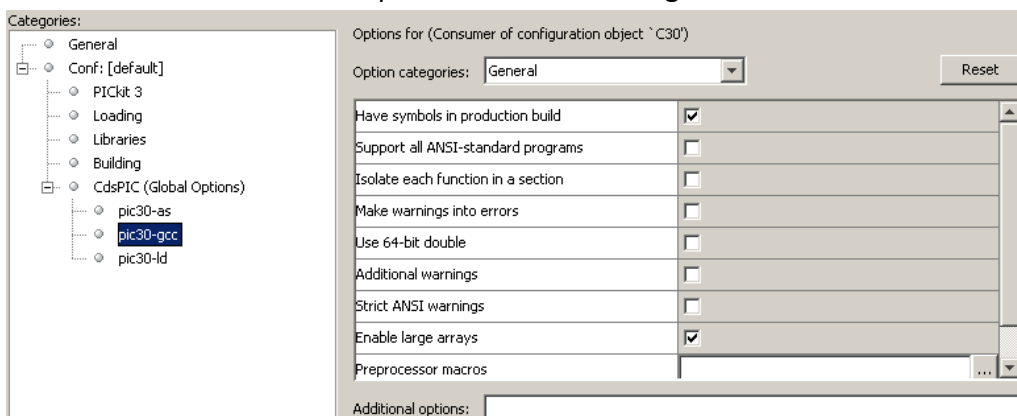 Categories:
General
Conf: [default]
PICkit 3
Loading
Libraries
Building
CdsPIC (Global Options)
pic30-as
pic30-gcc
pic30-ld
Options for (Consumer of configuration object `C30')
Option categories: General Reset
Have symbols in production build
Support all ANSI-standard programs
Isolate each function in a section
Make warnings into errors
Use 64-bit double
Additional warnings
Strict ANSI warnings
Enable large arrays
Preprocessor macros ...
Additional options: